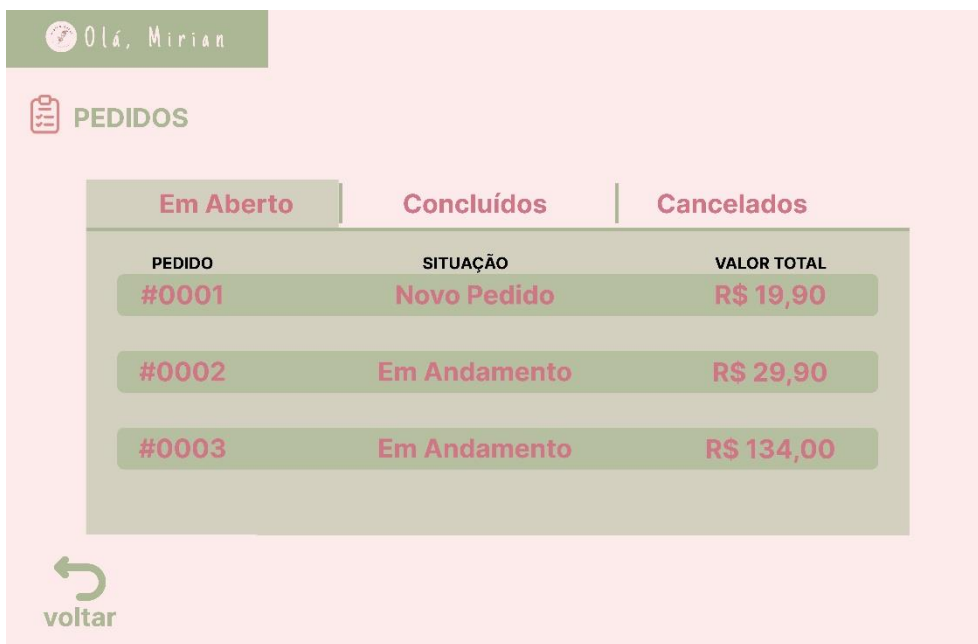 Olá, Mirian
PEDIDOS
Em Aberto Concluídos Cancelados
PEDIDO SITUAÇÃO VALOR TOTAL
#0001 Novo Pedido R$ 19,90
#0002 Em Andamento R$ 29,90
#0003 Em Andamento R$ 134,00
voltar